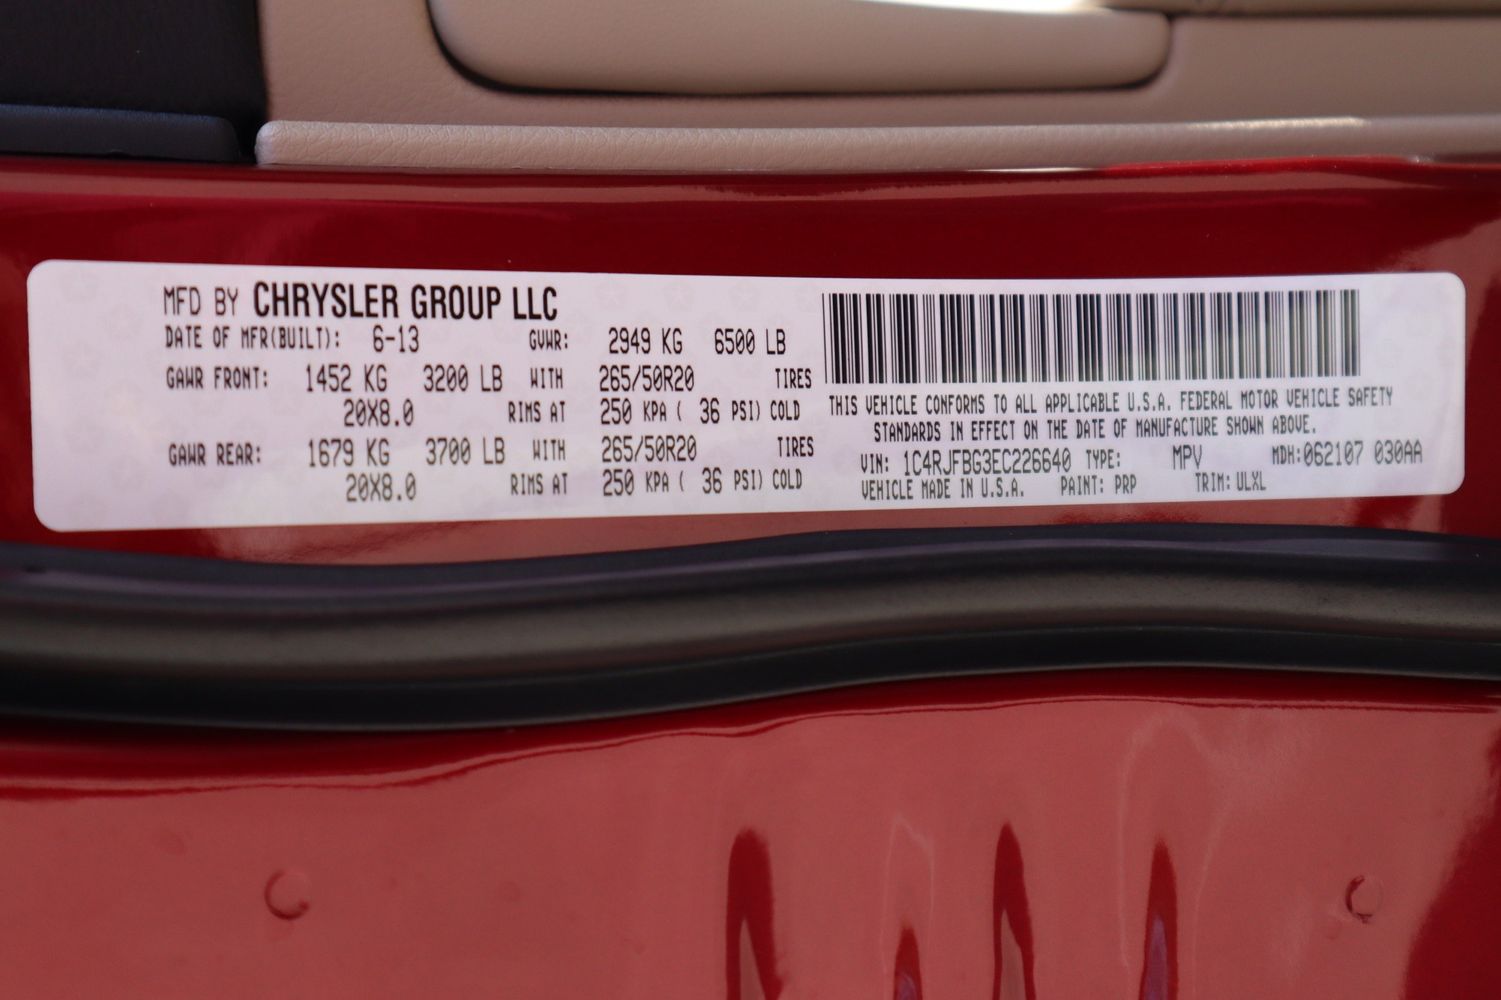 MFD BY CHRYSLER GROUP LLC
DATE OF MFR(BUILT): 6-13 GVWR: 2949 KG 6500 LB
GAWR FRONT: 1452 KG 3200 LB WITH 265/50R20 TIRES
20X8.0 RIMS AT 250 KPA ( 36 PSI) COLD
GAWR REAR: 1679 KG 3700 LB WITH 265/50R20 TIRES
20X8.0 RIMS AT 250 KPA ( 36 PSI) COLD
THIS VEHICLE CONFORMS TO ALL APPLICABLE U.S.A. FEDERAL MOTOR VEHICLE SAFETY
STANDARDS IN EFFECT ON THE DATE OF MANUFACTURE SHOWN ABOVE.
VIN: 1C4RJFBG3EC226640 TYPE: MPV MDH:062107 030AA
VEHICLE MADE IN U.S.A. PAINT: PRP TRIM: ULXL